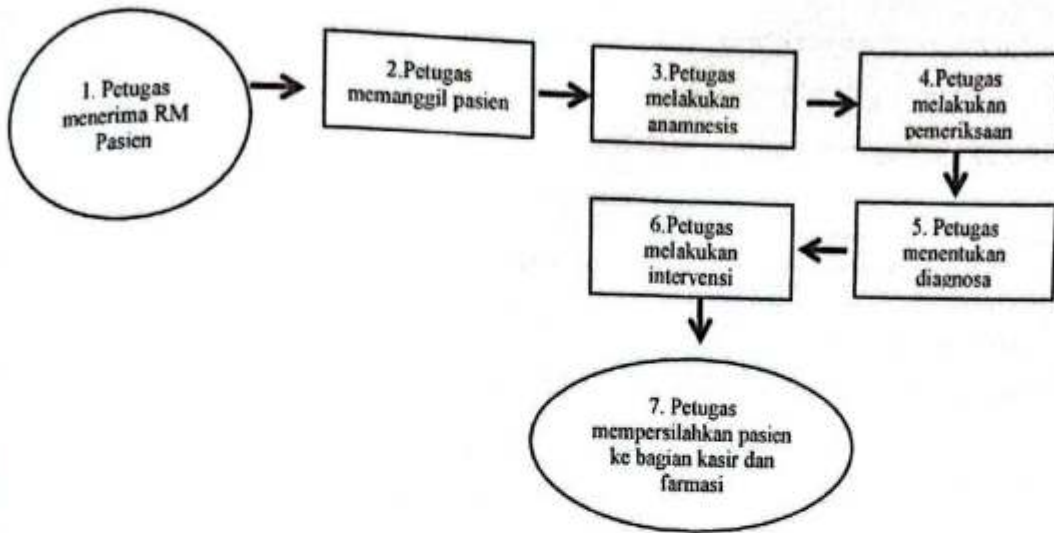 1. Petugas
menerima RM
Pasien
2.Petugas
memanggil pasien
3.Petugas
melakukan
anamnesis
4.Petugas
melakukan
pemeriksaan
5. Petugas
menentukan
diagnosa
6.Petugas
melakukan
intervensi
7. Petugas
mempersilahkan pasien
ke bagian kasir dan
farmasi